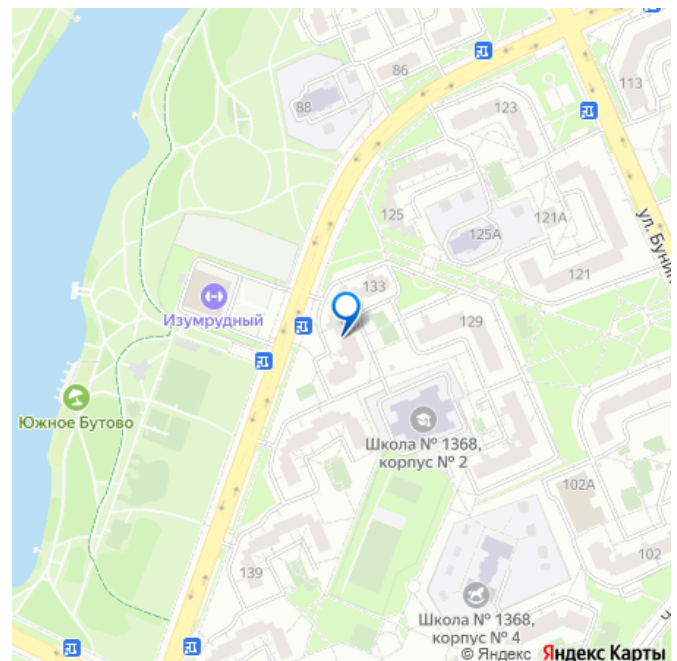 86
88
113
123
125
121А
125А
ул. Бунин
121
133
Изумрудный
129
Южное Бутово
Школа № 1368,
корпус № 2
102А
102
139
Школа № 1368,
корпус № 4
© Яндекс Яндекс Карты